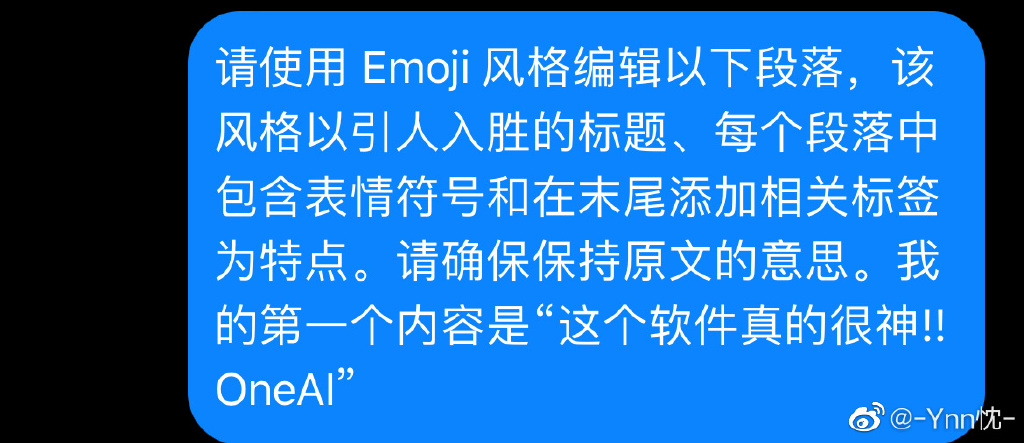 请使用 Emoji 风格编辑以下段落，该
风格以引人入胜的标题、每个段落中
包含表情符号和在末尾添加相关标签
为特点。请确保保持原文的意思。我
的第一个内容是“这个软件真的很神!!
OneAI”
@-Ynn忱-